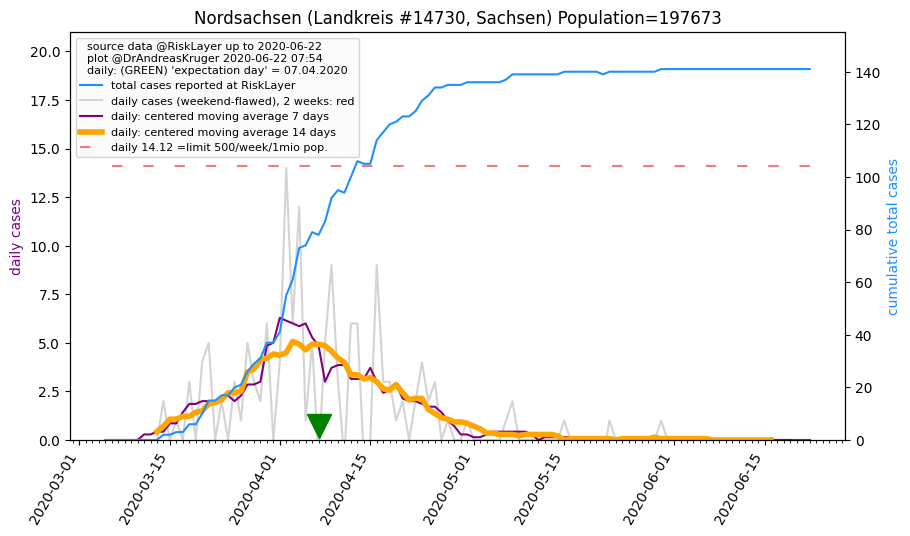 Nordsachsen (Landkreis #14730, Sachsen) Population=197673
source data @RiskLayer up to 2020-06-22
plot @DrAndreasKruger 2020-06-22 07:54
daily: (GREEN) 'expectation day' = 07.04.2020
total cases reported at RiskLayer
daily cases (weekend-flawed), 2 weeks: red
daily: centered moving average 7 days
daily: centered moving average 14 days
daily 14.12 =limit 500/week/1mio pop.
daily cases
20.0
17.5
15.0
12.5
10.0
7.5
5.0
2.5
0.0
cumulative total cases
140
120
100
80
60
40
20
0
2020-03-01
2020-03-15
2020-04-01
2020-04-15
2020-05-01
2020-05-15
2020-06-01
2020-06-15